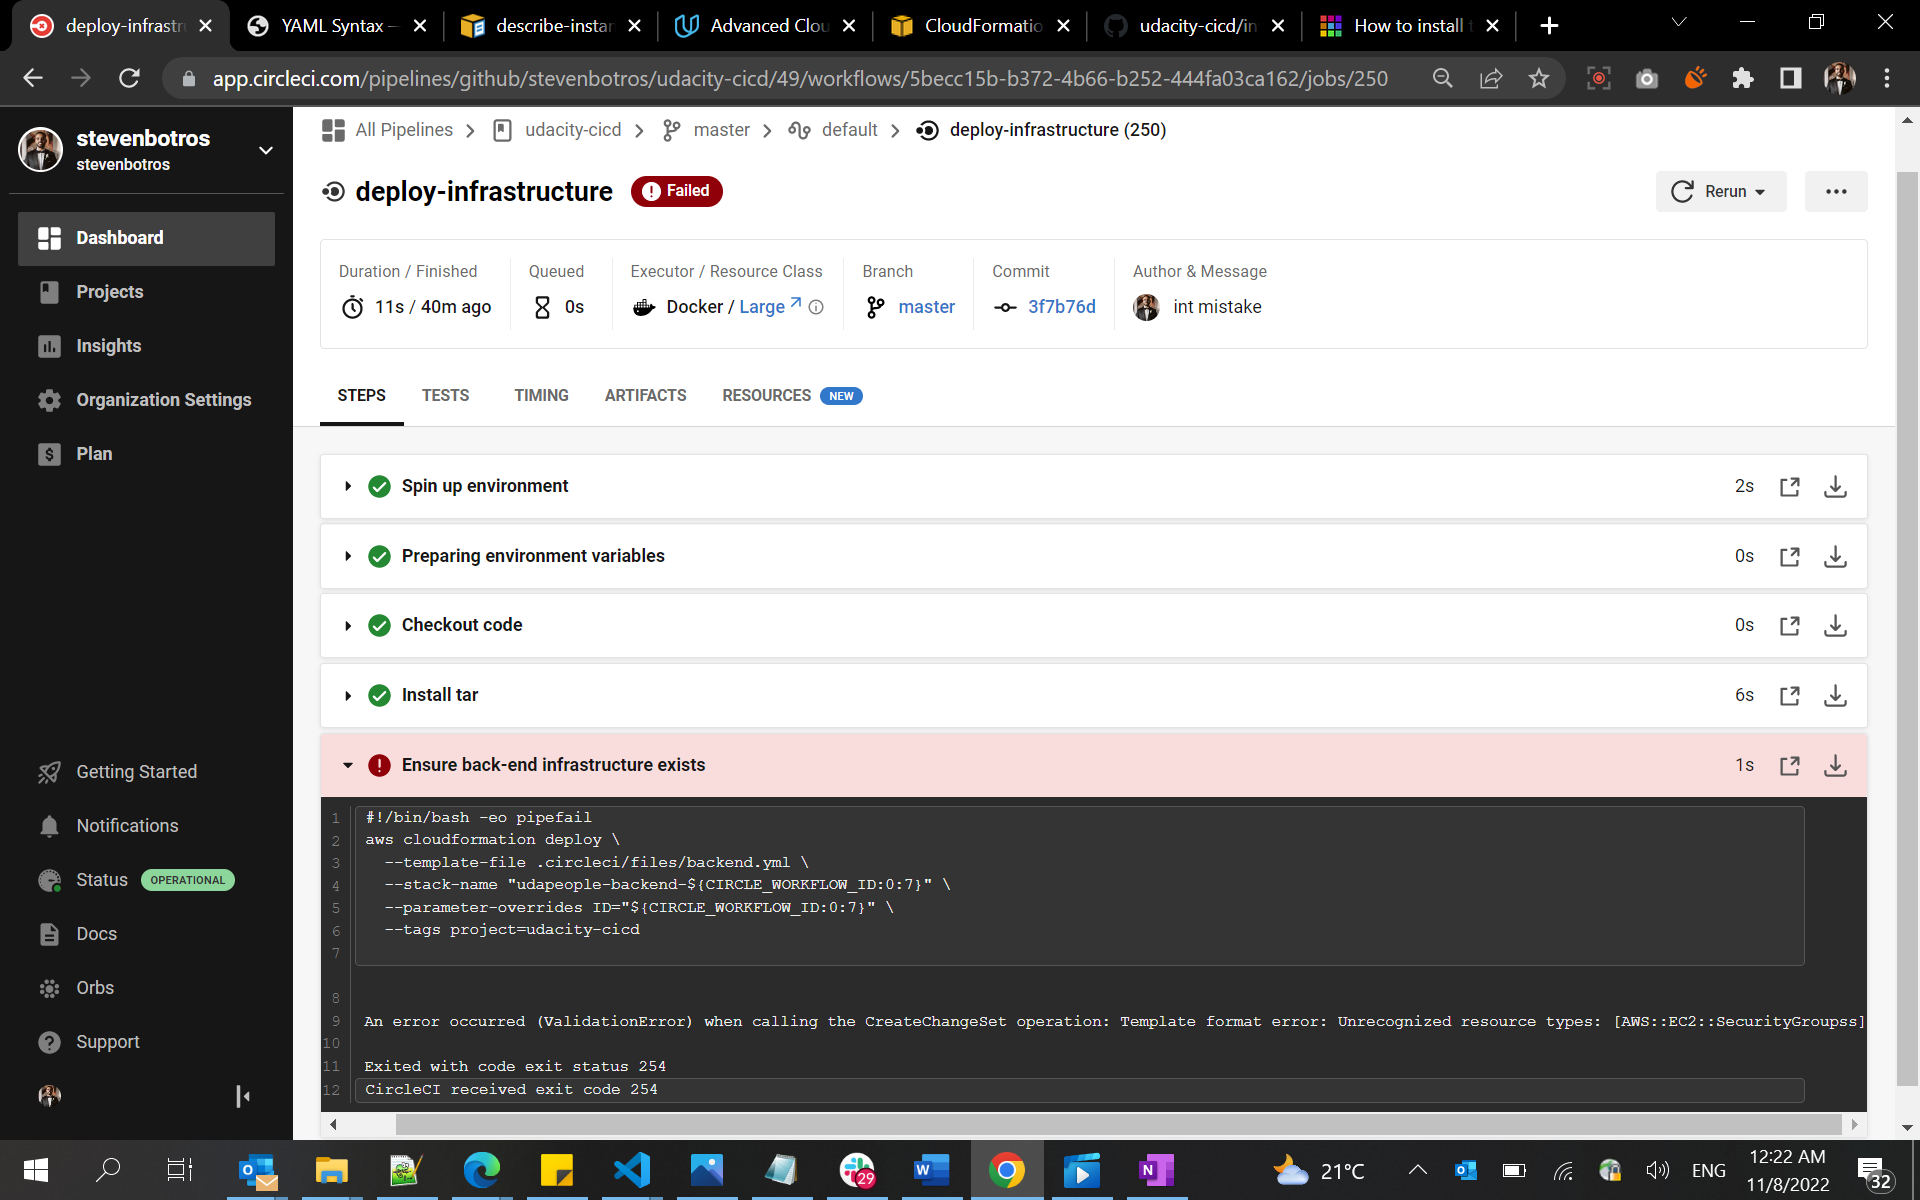 deploy-infrastr
YAML Syntax —
describe-instar
Advanced Clou
CloudFormatio
udacity-cicd/in
How to install t
app.circleci.com/pipelines/github/stevenbotros/udacity-cicd/49/workflows/5becc15b-b372-4b66-b252-444fa03ca162/jobs/250
stevenbotros
stevenbotros
Dashboard
Projects
Insights
Organization Settings
Plan
Getting Started
Notifications
Status OPERATIONAL
Docs
Orbs
Support
All Pipelines
udacity-cicd
master
default
deploy-infrastructure (250)
deploy-infrastructure
Failed
Rerun
Duration / Finished
11s / 40m ago
Queued
0s
Executor / Resource Class
Docker / Large
Branch
master
Commit
3f7b76d
Author & Message
int mistake
STEPS
TESTS
TIMING
ARTIFACTS
RESOURCES NEW
Spin up environment 2s
Preparing environment variables 0s
Checkout code 0s
Install tar 6s
Ensure back-end infrastructure exists 1s
1 #!/bin/bash -eo pipefail
2 aws cloudformation deploy \
3 --template-file .circleci/files/backend.yml \
4 --stack-name "udapeople-backend-${CIRCLE_WORKFLOW_ID:0:7}" \
5 --parameter-overrides ID="${CIRCLE_WORKFLOW_ID:0:7}" \
6 --tags project=udacity-cicd
7
8
9 An error occurred (ValidationError) when calling the CreateChangeSet operation: Template format error: Unrecognized resource types: [AWS::EC2::SecurityGroupss]
10
11 Exited with code exit status 254
12 CircleCI received exit code 254
29
21°C
ENG
12:22 AM
11/8/2022
32